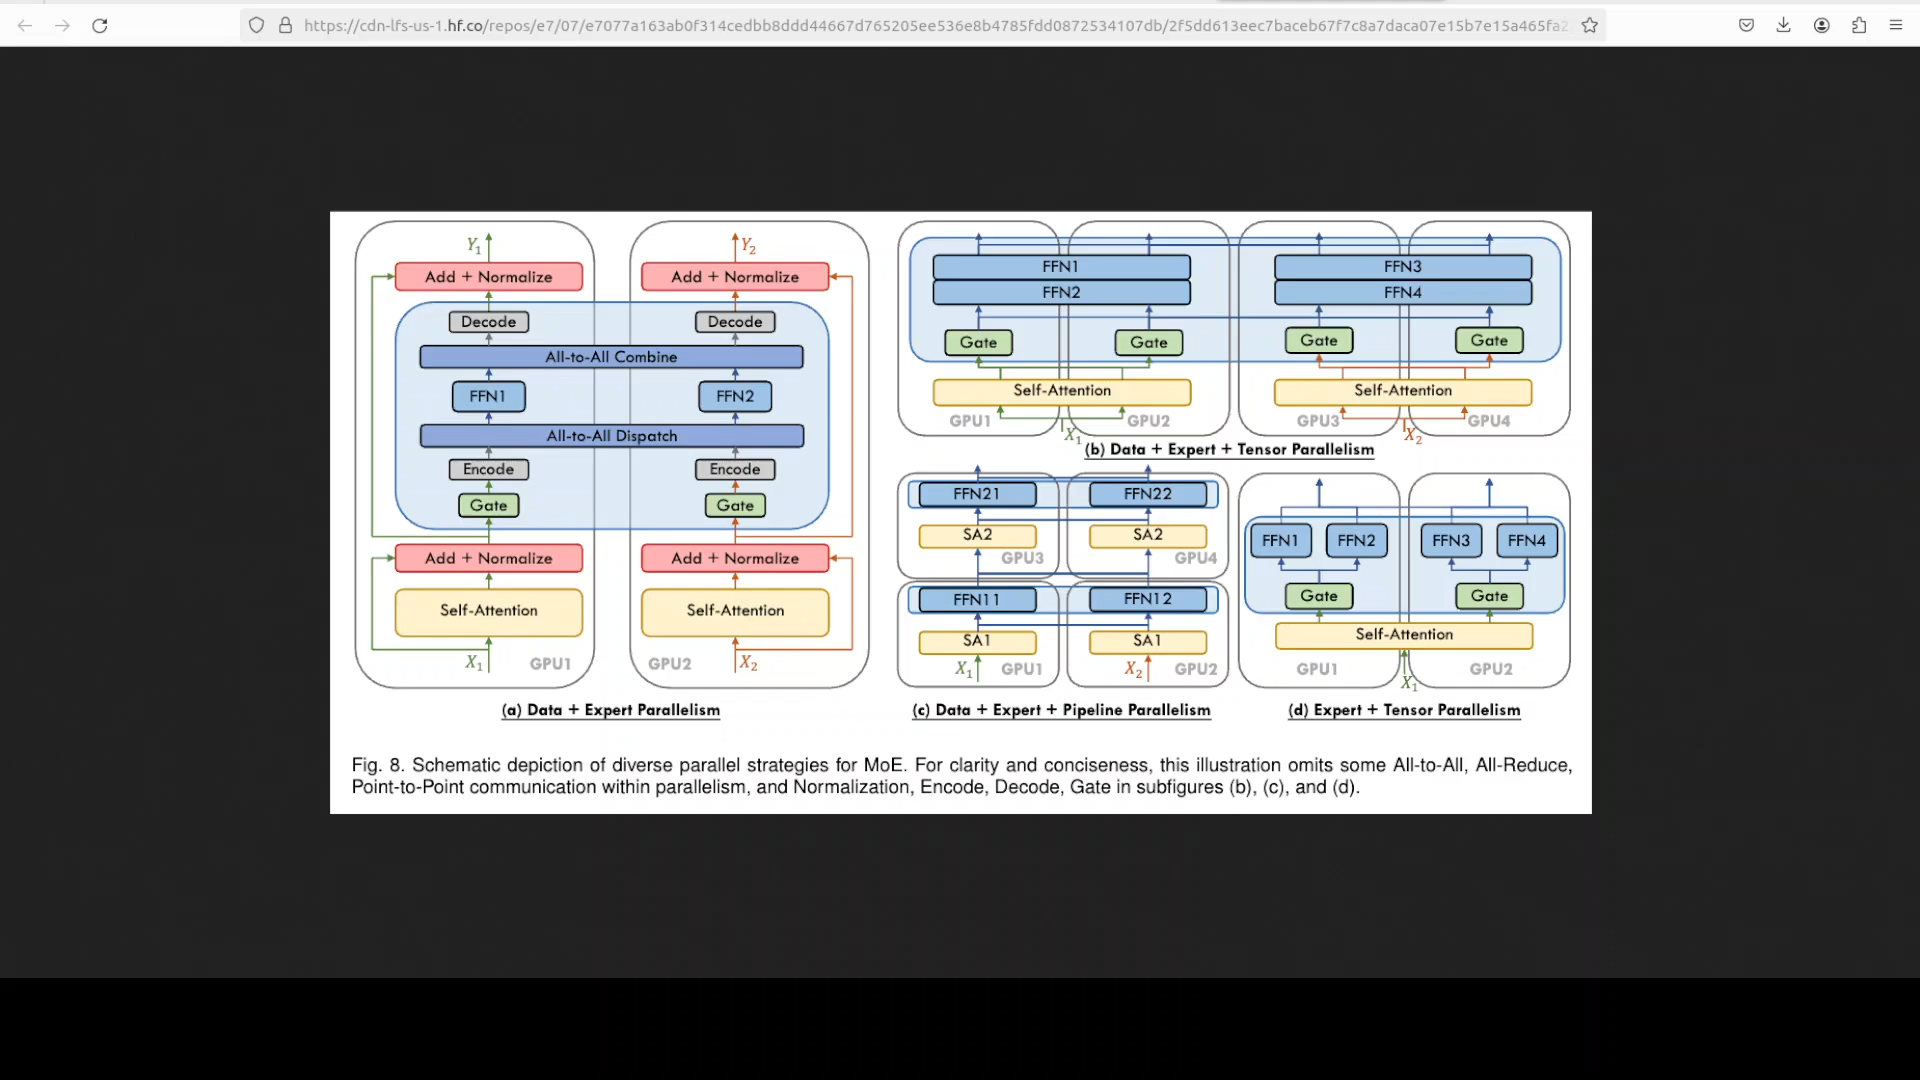 https://cdn-lfs-us-1.hf.co/repos/e7/07/e7077a163ab0f314cedbb8ddd44667d765205ee536e8b4785fdd0872534107db/2f5dd613eec7baceb67f7c8a7daca07e15b7e15a465fa2
Y1
Y2
Add + Normalize
Add + Normalize
Decode
Decode
All-to-All Combine
FFN1
FFN2
All-to-All Dispatch
Encode
Encode
Gate
Gate
Add + Normalize
Add + Normalize
Self-Attention
Self-Attention
X1
GPU1
GPU2
X2
(a) Data + Expert Parallelism
FFN1
FFN3
FFN2
FFN4
Gate
Gate
Gate
Gate
Self-Attention
Self-Attention
GPU1
X1
GPU2
GPU3
X2
GPU4
(b) Data + Expert + Tensor Parallelism
FFN21
FFN22
SA2
SA2
GPU3
GPU4
FFN11
FFN12
SA1
SA1
X1
GPU1
X2
GPU2
(c) Data + Expert + Pipeline Parallelism
FFN1
FFN2
FFN3
FFN4
Gate
Gate
Self-Attention
GPU1
X1
GPU2
(d) Expert + Tensor Parallelism
Fig. 8. Schematic depiction of diverse parallel strategies for MoE. For clarity and conciseness, this illustration omits some All-to-All, All-Reduce,
Point-to-Point communication within parallelism, and Normalization, Encode, Decode, Gate in subfigures (b), (c), and (d).